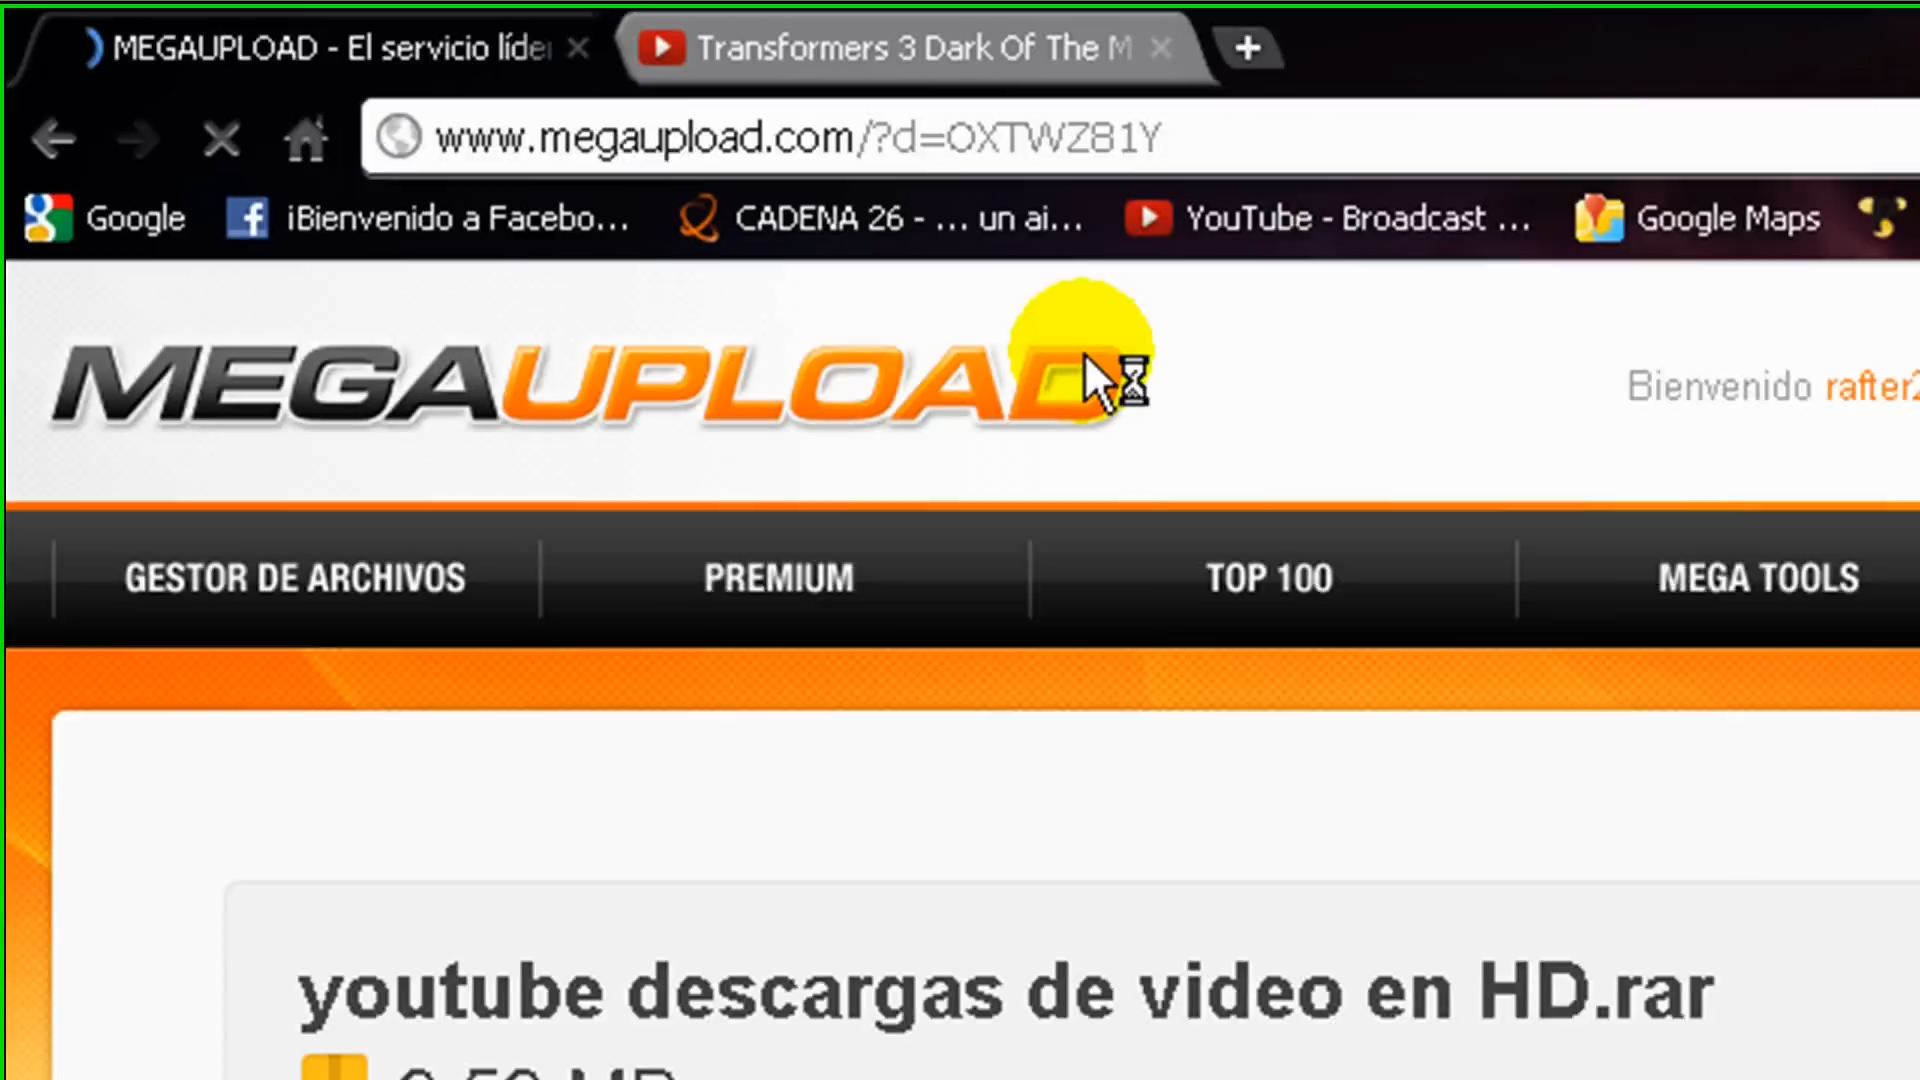 MEGAUPLOAD - El servicio líder
Transformers 3 Dark Of The M
www.megaupload.com/?d=OXTWZ81Y
Google
¡Bienvenido a Facebo...
CADENA 26 - ... un ai...
YouTube - Broadcast ...
Google Maps
MEGAUPLOAD
Bienvenido rafter2
GESTOR DE ARCHIVOS
PREMIUM
TOP 100
MEGA TOOLS
youtube descargas de video en HD.rar